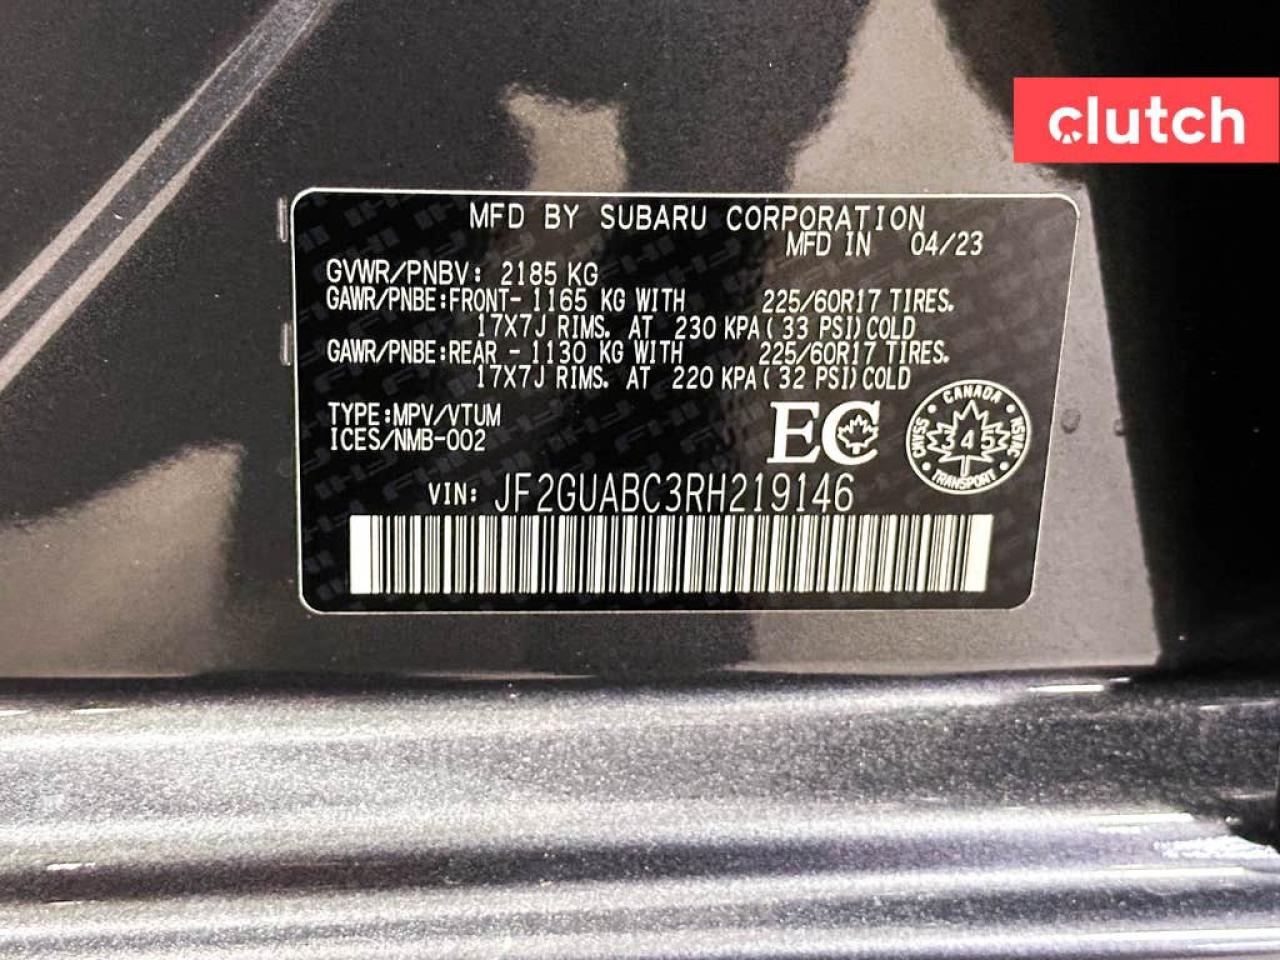 clutch
MFD BY SUBARU CORPORATION
MFD IN 04/23
GVWR/PNBV: 2185 KG
GAWR/PNBE:FRONT- 1165 KG WITH 225/60R17 TIRES.
17X7J RIMS. AT 230 KPA(33 PSI)COLD
GAWR/PNBE:REAR - 1130 KG WITH 225/60R17 TIRES.
17X7J RIMS. AT 220 KPA(32 PSI)COLD
TYPE:MPV/VTUM
ICES/NMB-002
EC
CANADA
CMVSS
345
NSVAC
TRANSPORT
VIN: JF2GUABC3RH219146